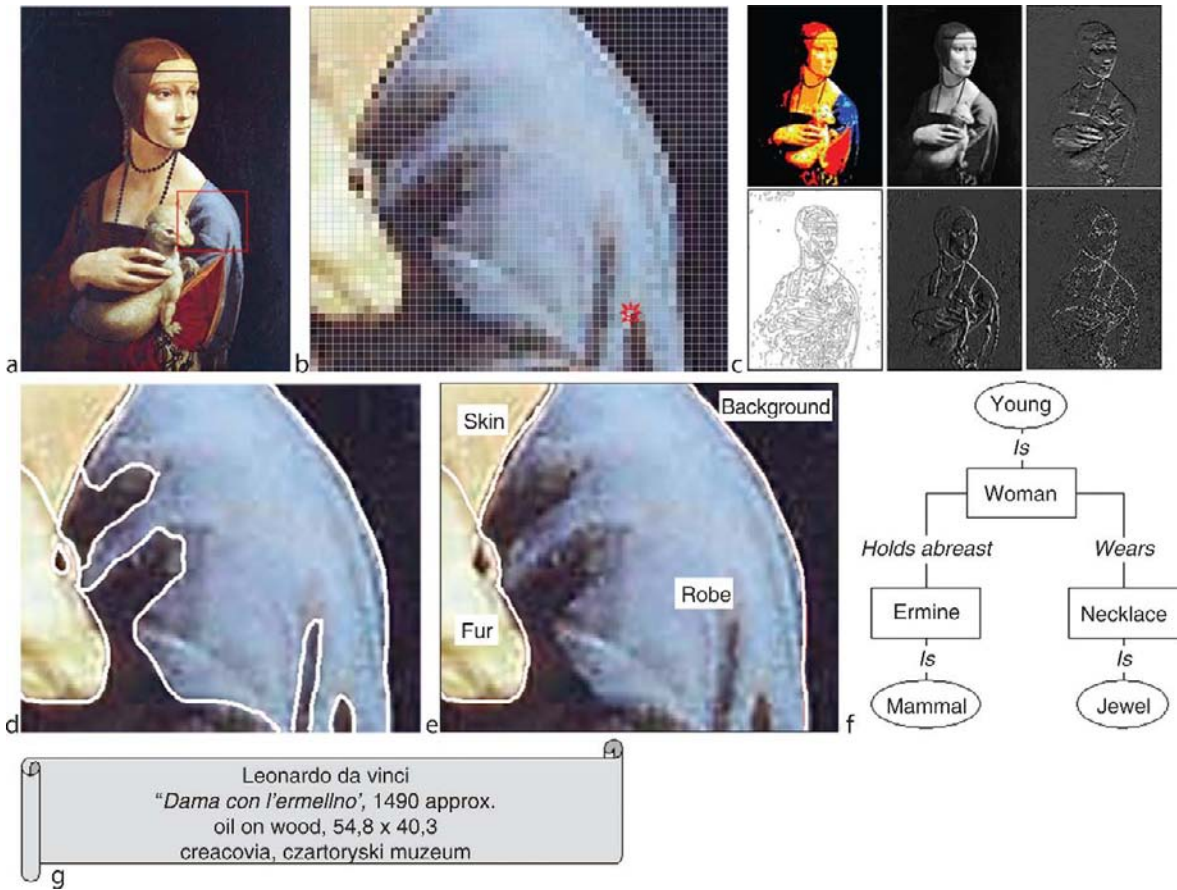 a
b
c
Skin
Background
Robe
Fur
d
e
Young
Is
Woman
Holds abreast
Wears
Ermine
Necklace
Is
Is
Mammal
Jewel
f
Leonardo da vinci
“Dama con l’ermellno’, 1490 approx.
oil on wood, 54,8 x 40,3
creacovia, czartoryski muzeum
g